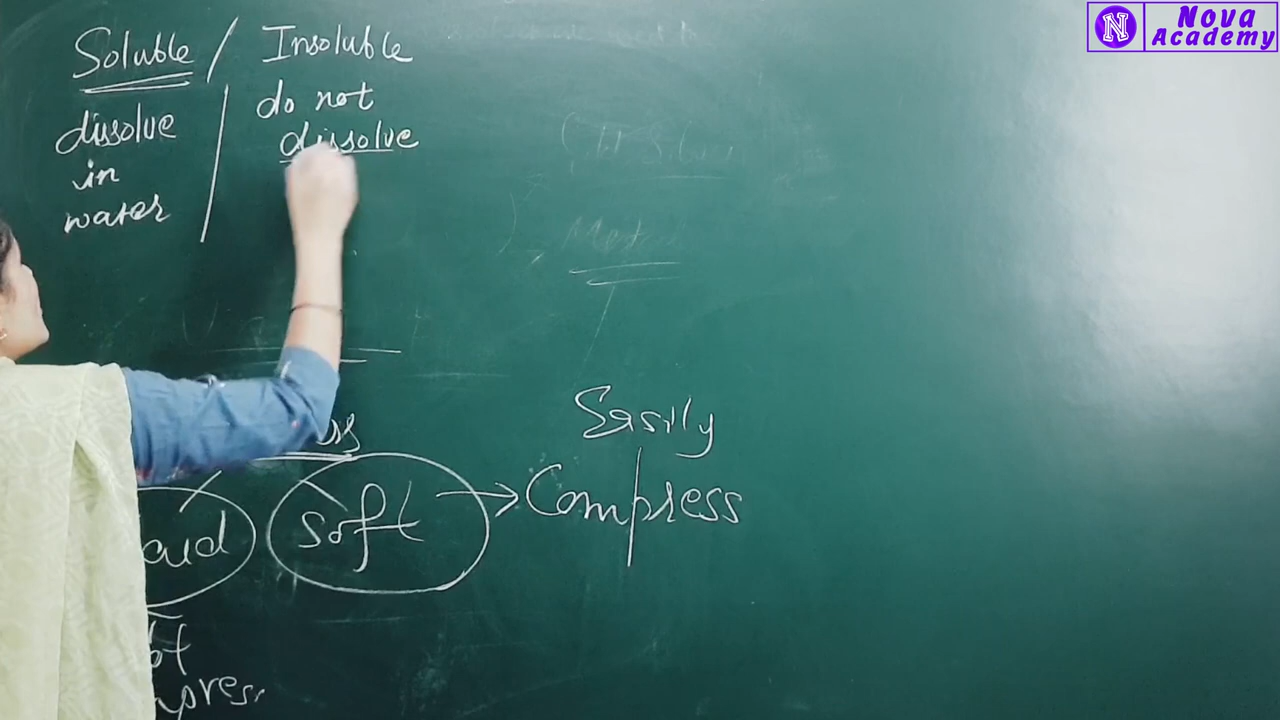 Soluble / Insoluble
dissolve
in
water
do not
dissolve
Easily
soft → Compress
Nova
Academy